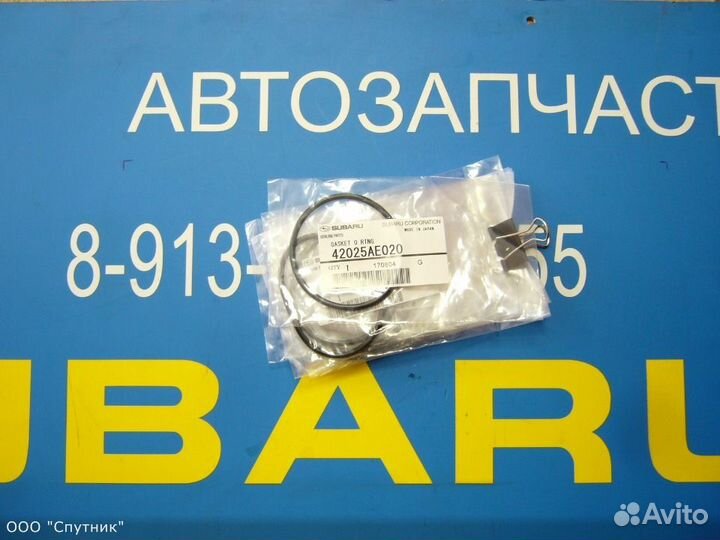 АВТОЗАПЧАСТ
8-913-
55
SUBARU
SUBARU CORPORATION
GENUINE PARTS
MADE IN JAPAN
GASKET O RING
42025AE020
QTY 1 170804 G
UBARU
ООО "Спутник"
Avito